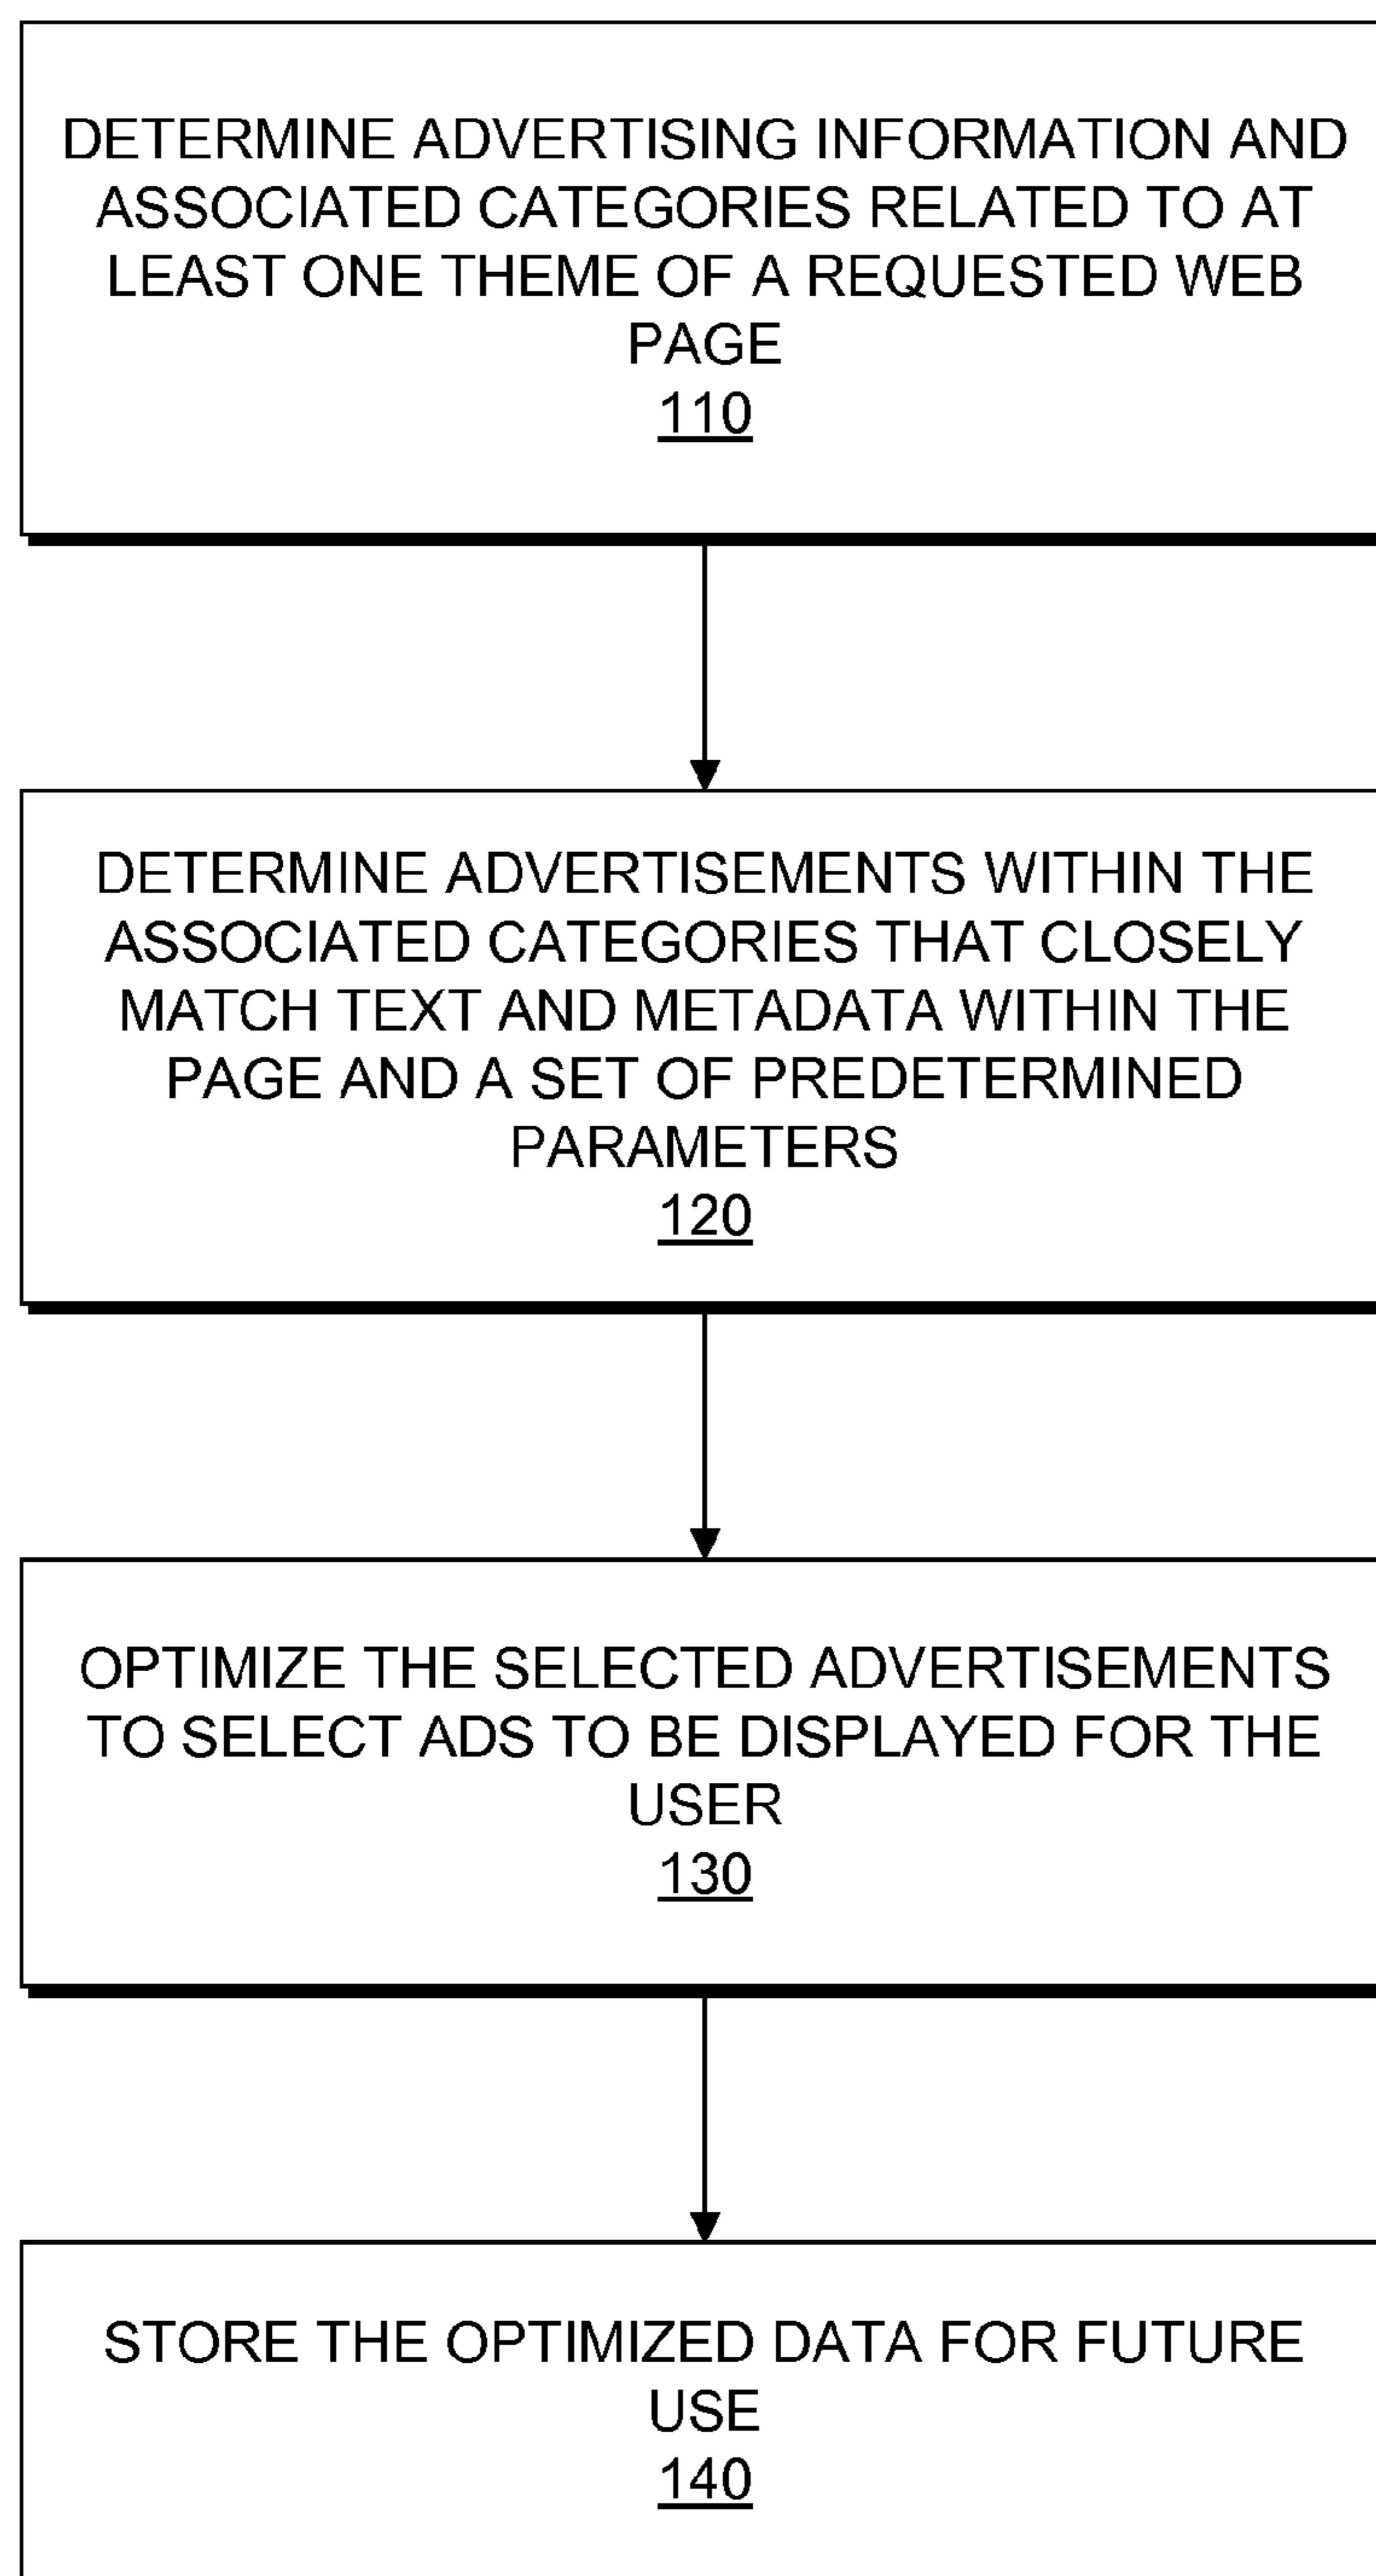 DETERMINE ADVERTISING INFORMATION AND
ASSOCIATED CATEGORIES RELATED TO AT
LEAST ONE THEME OF A REQUESTED WEB
PAGE
110
DETERMINE ADVERTISEMENTS WITHIN THE
ASSOCIATED CATEGORIES THAT CLOSELY
MATCH TEXT AND METADATA WITHIN THE
PAGE AND A SET OF PREDETERMINED
PARAMETERS
120
OPTIMIZE THE SELECTED ADVERTISEMENTS
TO SELECT ADS TO BE DISPLAYED FOR THE
USER
130
STORE THE OPTIMIZED DATA FOR FUTURE
USE
140